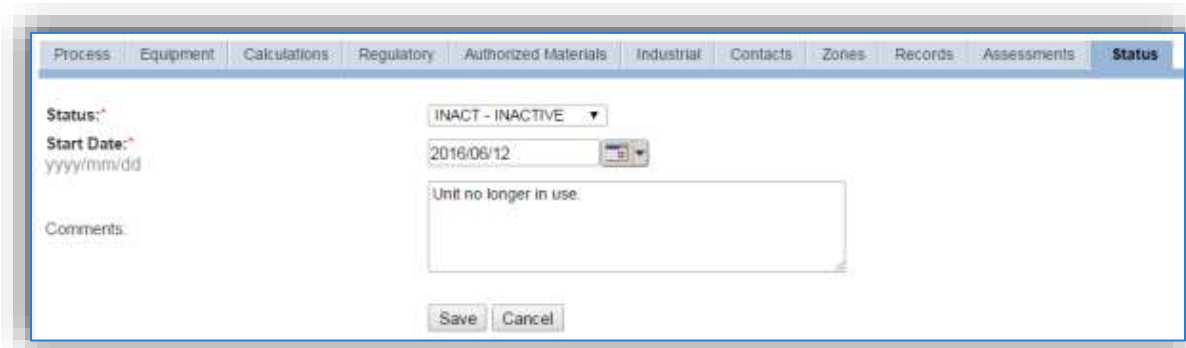 Process Equipment Calculations Regulatory Authorized Materials Industrial Contacts Zones Records Assessments Status
Status:* INACT - INACTIVE
Start Date:* 2016/06/12
yyyy/mm/dd
Unit no longer in use.
Comments:
Save Cancel